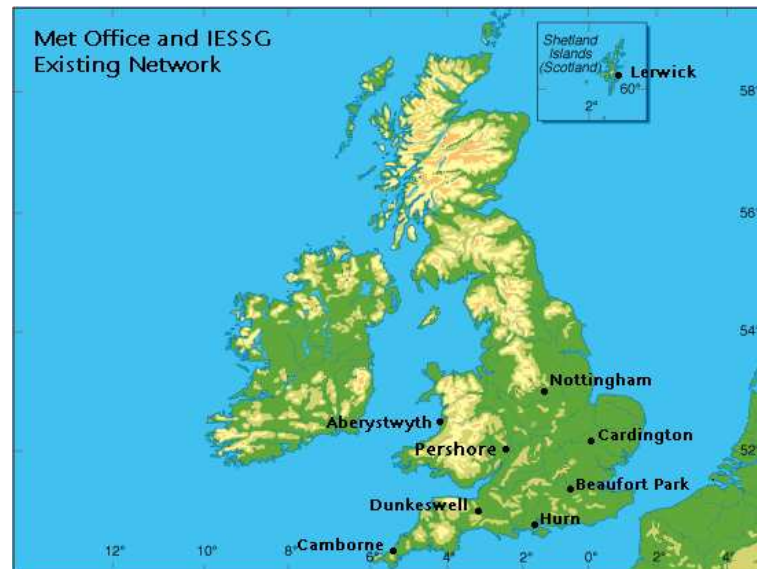 Met Office and IESSG
Existing Network
Shetland
Islands
(Scotland)
Lerwick
60°
2°
58°
56°
54°
Nottingham
Aberystwyth
Cardington
Pershore
52°
Beaufort Park
Dunkeswell
Hurn
Camborne
12°
10°
8°
6°
4°
2°
0°
2°
4°